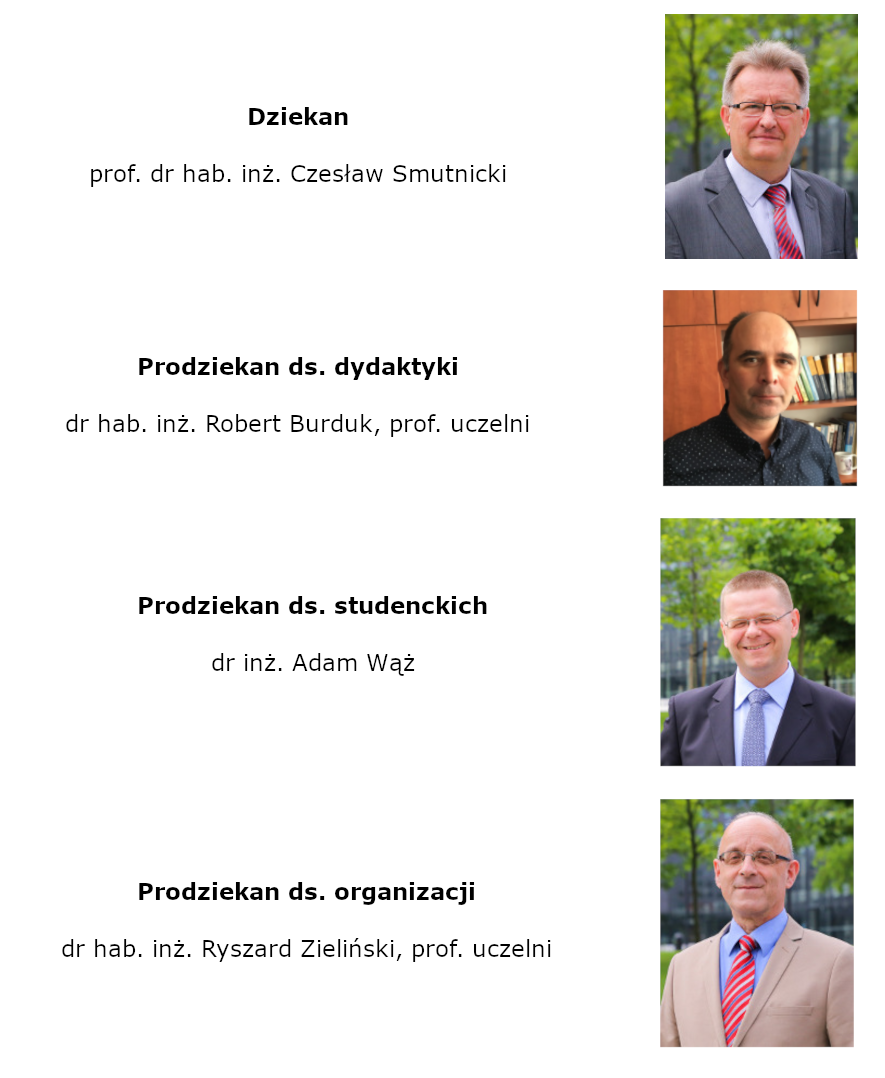 Dziekan
prof. dr hab. inż. Czesław Smutnicki
Prodziekan ds. dydaktyki
dr hab. inż. Robert Burduk, prof. uczelni
Prodziekan ds. studenckich
dr inż. Adam Wąż
Prodziekan ds. organizacji
dr hab. inż. Ryszard Zieliński, prof. uczelni